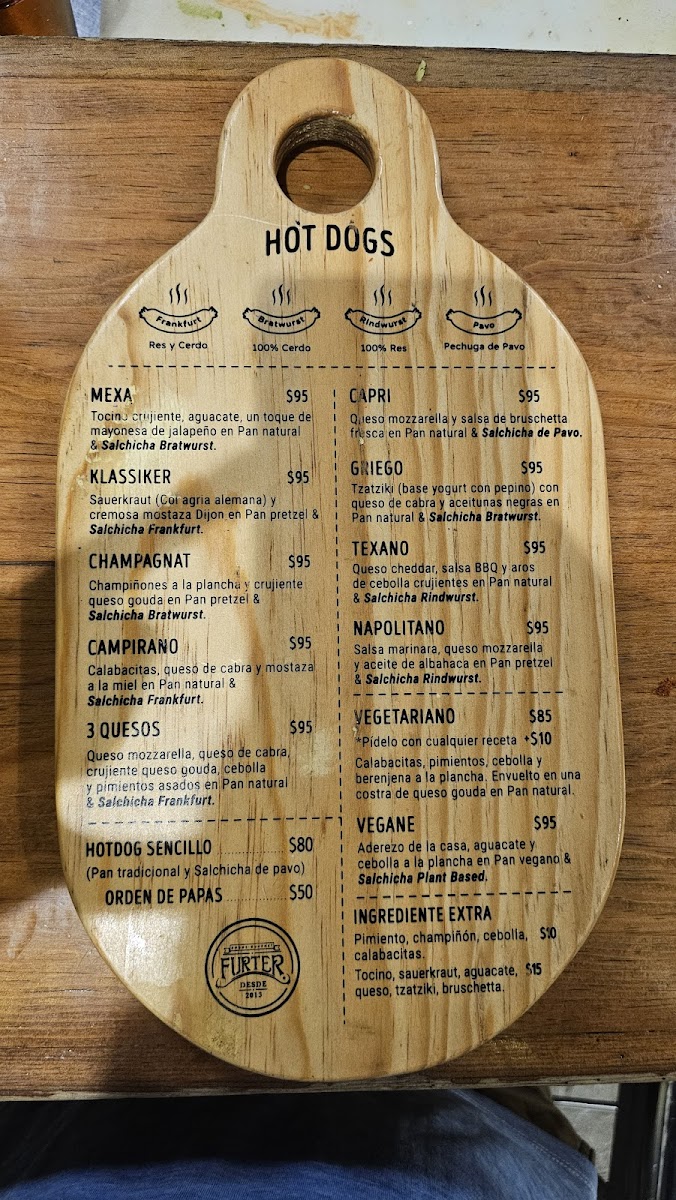 HOT DOGS
Frankfurt
Bratwurst
Rindwurst
Pavo
Res y Cerdo
100% Cerdo
100% Res
Pechuga de Pavo
MEXA $95
Tocino crujiente, aguacate, un toque de
mayonesa de jalapeño en Pan natural
& Salchicha Bratwurst.
KLASSIKER $95
Sauerkraut (Col agria alemana) y
cremosa mostaza Dijon en Pan pretzel &
Salchicha Frankfurt.
CHAMPAGNAT $95
Champiñones a la plancha y crujiente
queso gouda en Pan pretzel &
Salchicha Bratwurst.
CAMPIRANO $95
Calabacitas, queso de cabra y mostaza
a la miel en Pan natural &
Salchicha Frankfurt.
3 QUESOS $95
Queso mozzarella, queso de cabra,
crujiente queso gouda, cebolla
y pimientos asados en Pan natural
& Salchicha Frankfurt.
HOTDOG SENCILLO $80
(Pan tradicional y Salchicha de pavo)
ORDEN DE PAPAS $50
FURTER
DESDE
2013
CAPRI $95
Queso mozzarella y salsa de bruschetta
fresca en Pan natural & Salchicha de Pavo.
GRIEGO $95
Tzatziki (base yogurt con pepino) con
queso de cabra y aceitunas negras en
Pan natural & Salchicha Bratwurst.
TEXANO $95
Queso cheddar, salsa BBQ y aros
de cebolla crujientes en Pan natural
& Salchicha Rindwurst.
NAPOLITANO $95
Salsa marinara, queso mozzarella
y aceite de albahaca en Pan pretzel
& Salchicha Rindwurst.
VEGETARIANO $85
*Pídelo con cualquier receta +$10
Calabacitas, pimientos, cebolla y
berenjena a la plancha. Envuelto en una
costra de queso gouda en Pan natural.
VEGANE $95
Aderezo de la casa, aguacate y
cebolla a la plancha en Pan vegano &
Salchicha Plant Based.
INGREDIENTE EXTRA
Pimiento, champiñón, cebolla, $10
calabacitas.
Tocino, sauerkraut, aguacate, $15
queso, tzatziki, bruschetta.